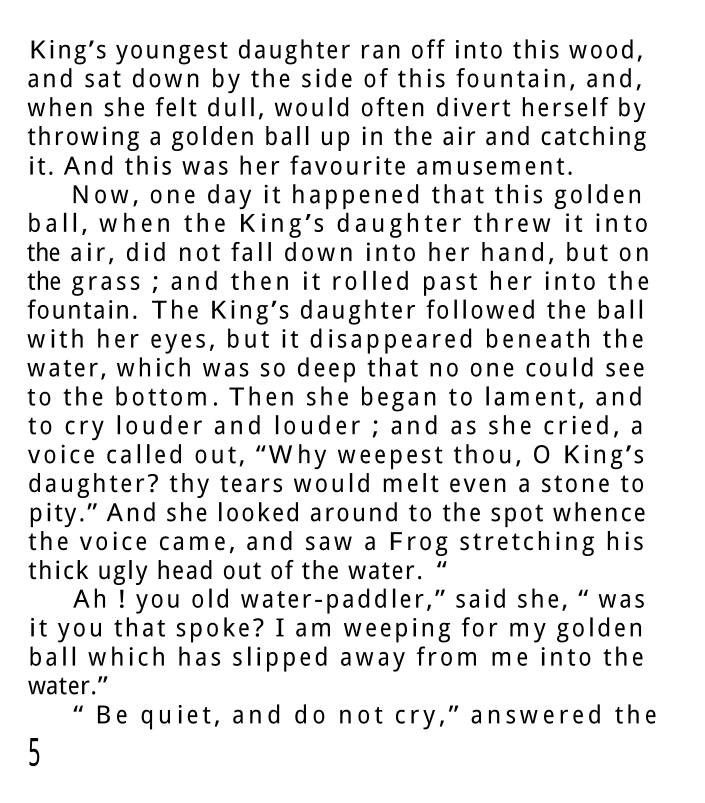 King’s youngest daughter ran off into this wood,
and sat down by the side of this fountain, and,
when she felt dull, would often divert herself by
throwing a golden ball up in the air and catching
it. And this was her favourite amusement.
Now, one day it happened that this golden
ball, when the King’s daughter threw it into
the air, did not fall down into her hand, but on
the grass ; and then it rolled past her into the
fountain. The King’s daughter followed the ball
with her eyes, but it disappeared beneath the
water, which was so deep that no one could see
to the bottom. Then she began to lament, and
to cry louder and louder ; and as she cried, a
voice called out, “Why weepest thou, O King’s
daughter? thy tears would melt even a stone to
pity.” And she looked around to the spot whence
the voice came, and saw a Frog stretching his
thick ugly head out of the water. “
Ah ! you old water-paddler,” said she, “ was
it you that spoke? I am weeping for my golden
ball which has slipped away from me into the
water.”
“ Be quiet, and do not cry,” answered the
5